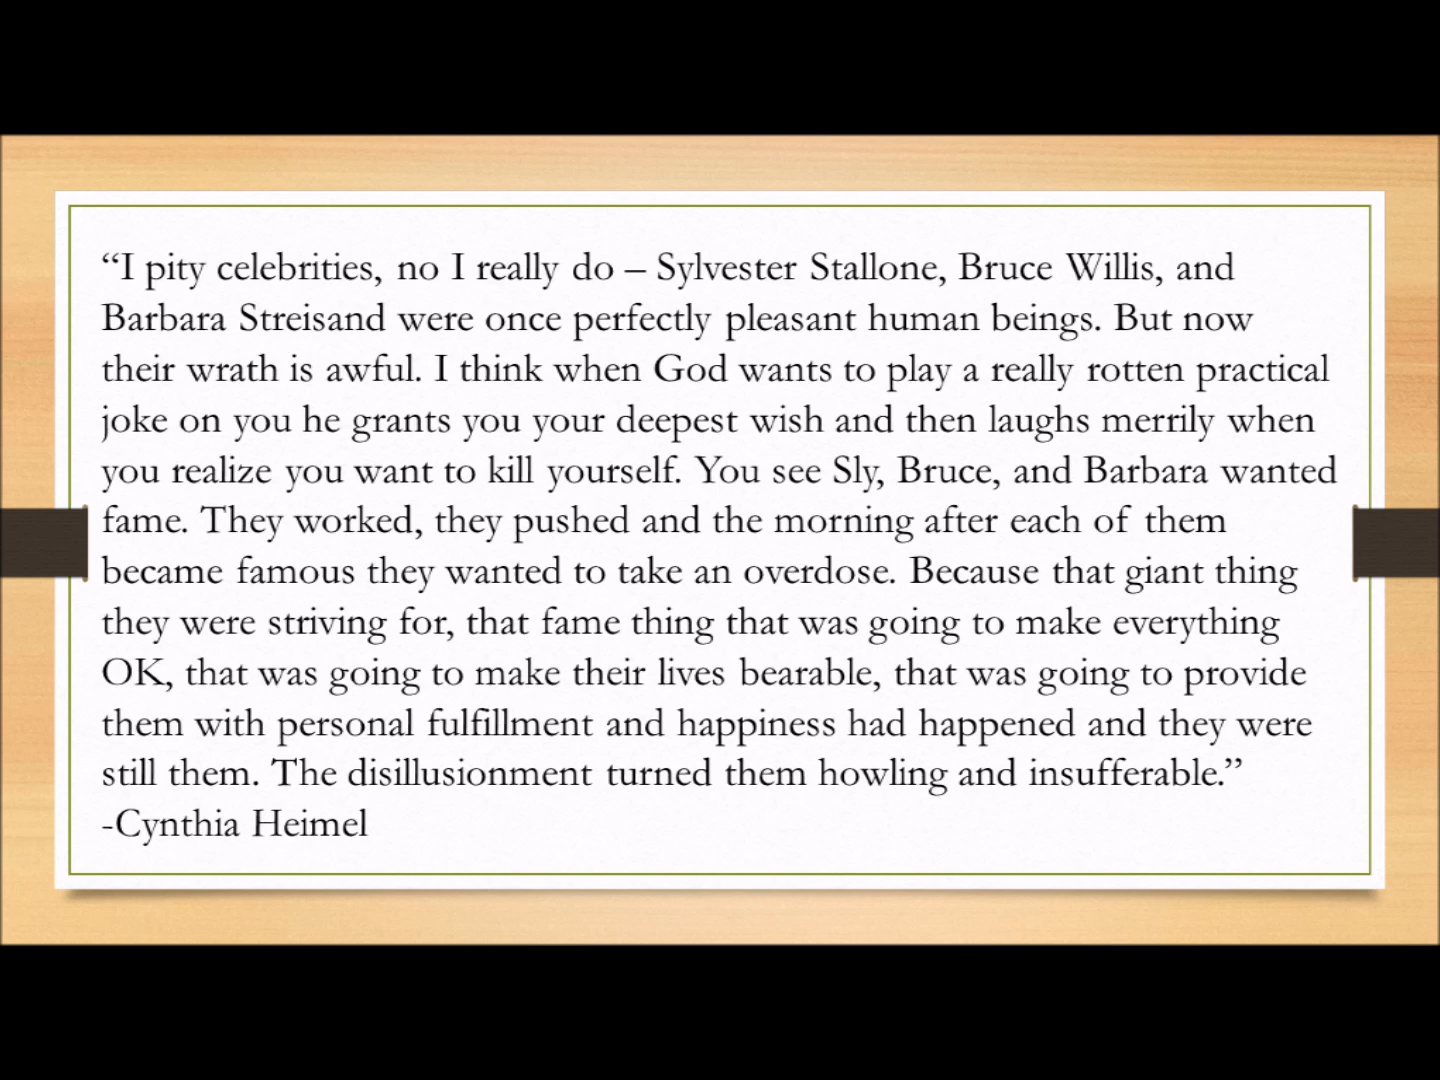 “I pity celebrities, no I really do – Sylvester Stallone, Bruce Willis, and
Barbara Streisand were once perfectly pleasant human beings. But now
their wrath is awful. I think when God wants to play a really rotten practical
joke on you he grants you your deepest wish and then laughs merrily when
you realize you want to kill yourself. You see Sly, Bruce, and Barbara wanted
fame. They worked, they pushed and the morning after each of them
became famous they wanted to take an overdose. Because that giant thing
they were striving for, that fame thing that was going to make everything
OK, that was going to make their lives bearable, that was going to provide
them with personal fulfillment and happiness had happened and they were
still them. The disillusionment turned them howling and insufferable.”
-Cynthia Heimel